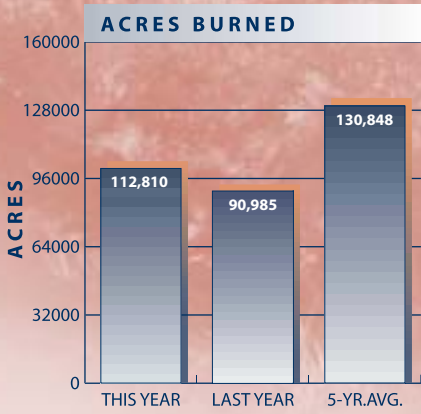 ACRES BURNED
160000
128000
96000
64000
32000
0
ACRES
112,810
90,985
130,848
THIS YEAR
LAST YEAR
5-YR.AVG.